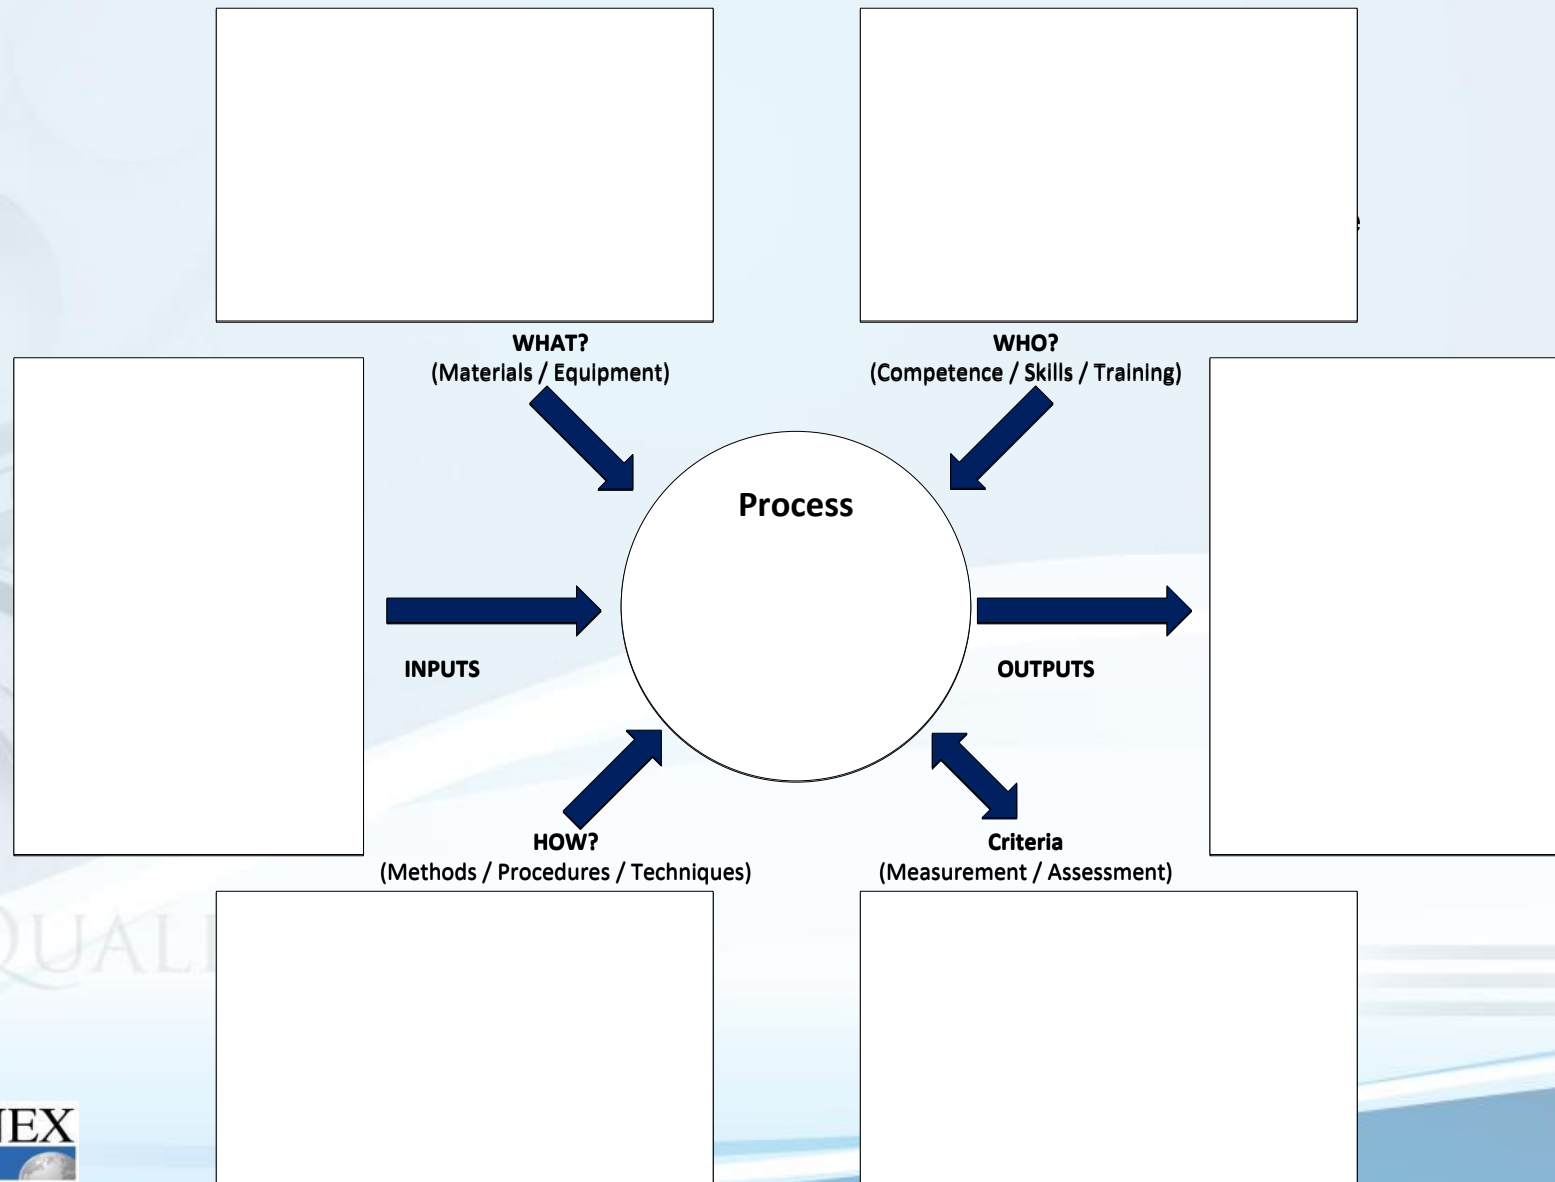 WHAT?
(Materials / Equipment)
WHO?
(Competence / Skills / Training)
Process
INPUTS
OUTPUTS
HOW?
(Methods / Procedures / Techniques)
Criteria
(Measurement / Assessment)